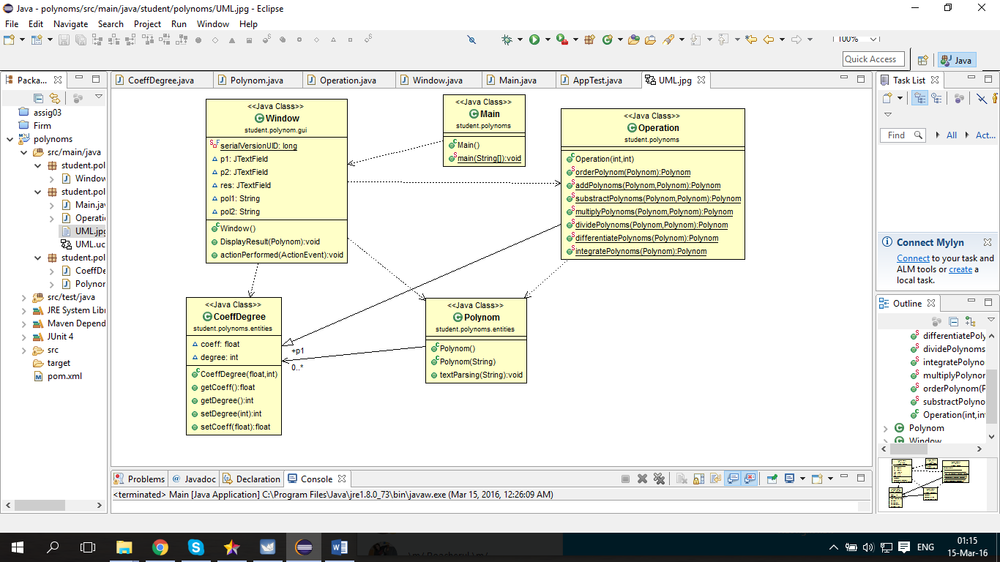 Java - polynoms/src/main/java/student/polynoms/UML.jpg - Eclipse
File Edit Navigate Search Project Run Window Help
100%
Quick Access
Java
Packa...
CoeffDegree.java
Polynom.java
Operation.java
Window.java
Main.java
AppTest.java
UML.jpg
Task List
assig03
Firm
polynoms
src/main/java
student.pol
Window
student.pol
Main.jav
Operati
UML.jpg
UML.uc
student.pol
CoeffDe
Polynor
src/test/java
JRE System Libr
Maven Depend
JUnit 4
src
target
pom.xml
<<Java Class>>
Window
student.polynom.gui
serialVersionUID: long
p1: JTextField
p2: JTextField
res: JTextField
pol1: String
pol2: String
Window()
DisplayResult(Polynom):void
actionPerformed(ActionEvent):void
<<Java Class>>
Main
student.polynoms
Main()
main(String[]):void
<<Java Class>>
Operation
student.polynoms
Operation(int,int)
orderPolynom(Polynom):Polynom
addPolynoms(Polynom,Polynom):Polynom
substractPolynoms(Polynom,Polynom):Polynom
multiplyPolynoms(Polynom,Polynom):Polynom
dividePolynoms(Polynom,Polynom):Polynom
differentiatePolynoms(Polynom):Polynom
integratePolynoms(Polynom):Polynom
<<Java Class>>
CoeffDegree
student.polynoms.entities
coeff: float
degree: int
CoeffDegree(float,int)
getCoeff():float
getDegree():int
setDegree(int):int
setCoeff(float):float
+p1
0..*
<<Java Class>>
Polynom
student.polynoms.entities
Polynom()
Polynom(String)
textParsing(String):void
Find
All
Act...
Connect Mylyn
Connect to your task and
ALM tools or create a
local task.
Outline
differentiatePoly
dividePolynoms
integratePolyno
multiplyPolynor
orderPolynom(P
substractPolyno
Operation(int,in
Polynom
Window
Problems
Javadoc
Declaration
Console
<terminated> Main [Java Application] C:\Program Files\Java\jre1.8.0_73\bin\javaw.exe (Mar 15, 2016, 12:26:09 AM)
ENG
01:15
15-Mar-16